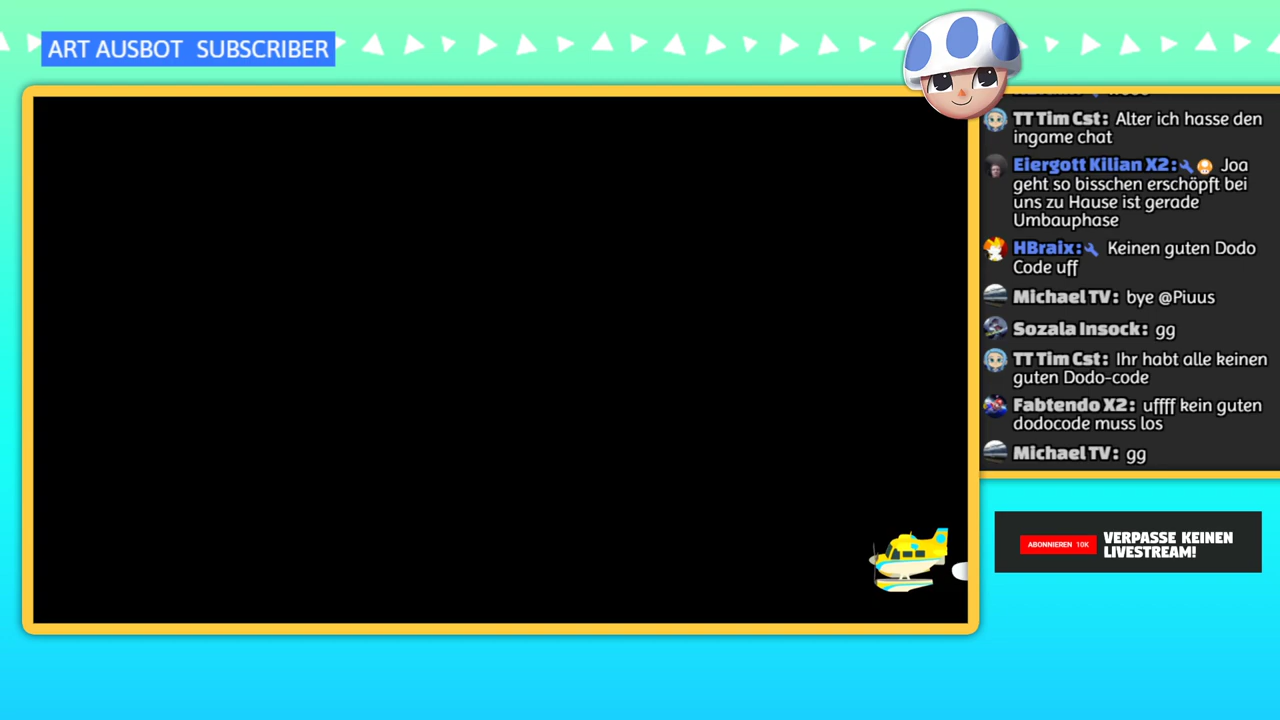 ART AUSBOT SUBSCRIBER
TT Tim Cst: Alter ich hasse den
ingame chat
Eiergott Kilian X2: Joa
geht so bisschen erschöpft bei
uns zu Hause ist gerade
Umbauphase
HBraix: Keinen guten Dodo
Code uff
Michael TV: bye @Piuus
Sozala Insock: gg
TT Tim Cst: Ihr habt alle keinen
guten Dodo-code
Fabtendo X2: uffff kein guten
dodocode muss los
Michael TV: gg
ABONNIEREN 10K
VERPASSE KEINEN
LIVESTREAM!